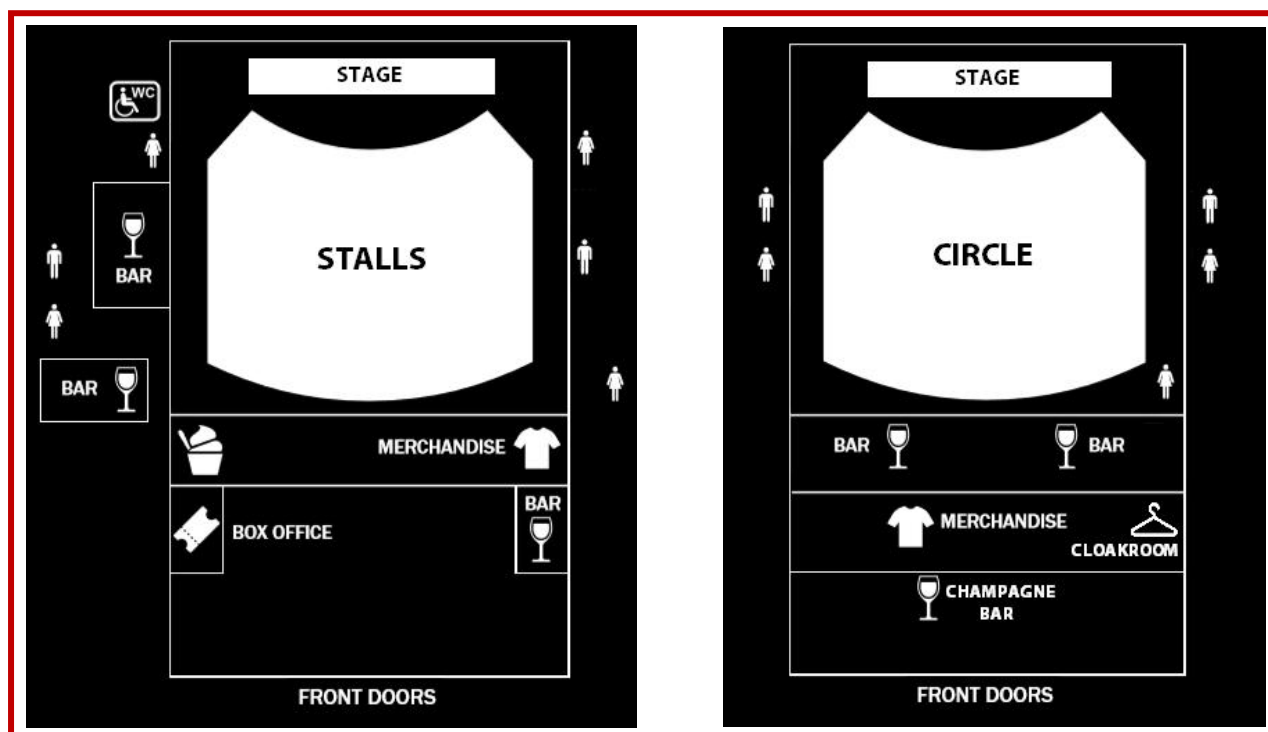 STAGE
WC
STALLS
BAR
BAR
MERCHANDISE
BAR
BOX OFFICE
FRONT DOORS
STAGE
CIRCLE
BAR
BAR
MERCHANDISE
CLOAKROOM
CHAMPAGNE
BAR
FRONT DOORS